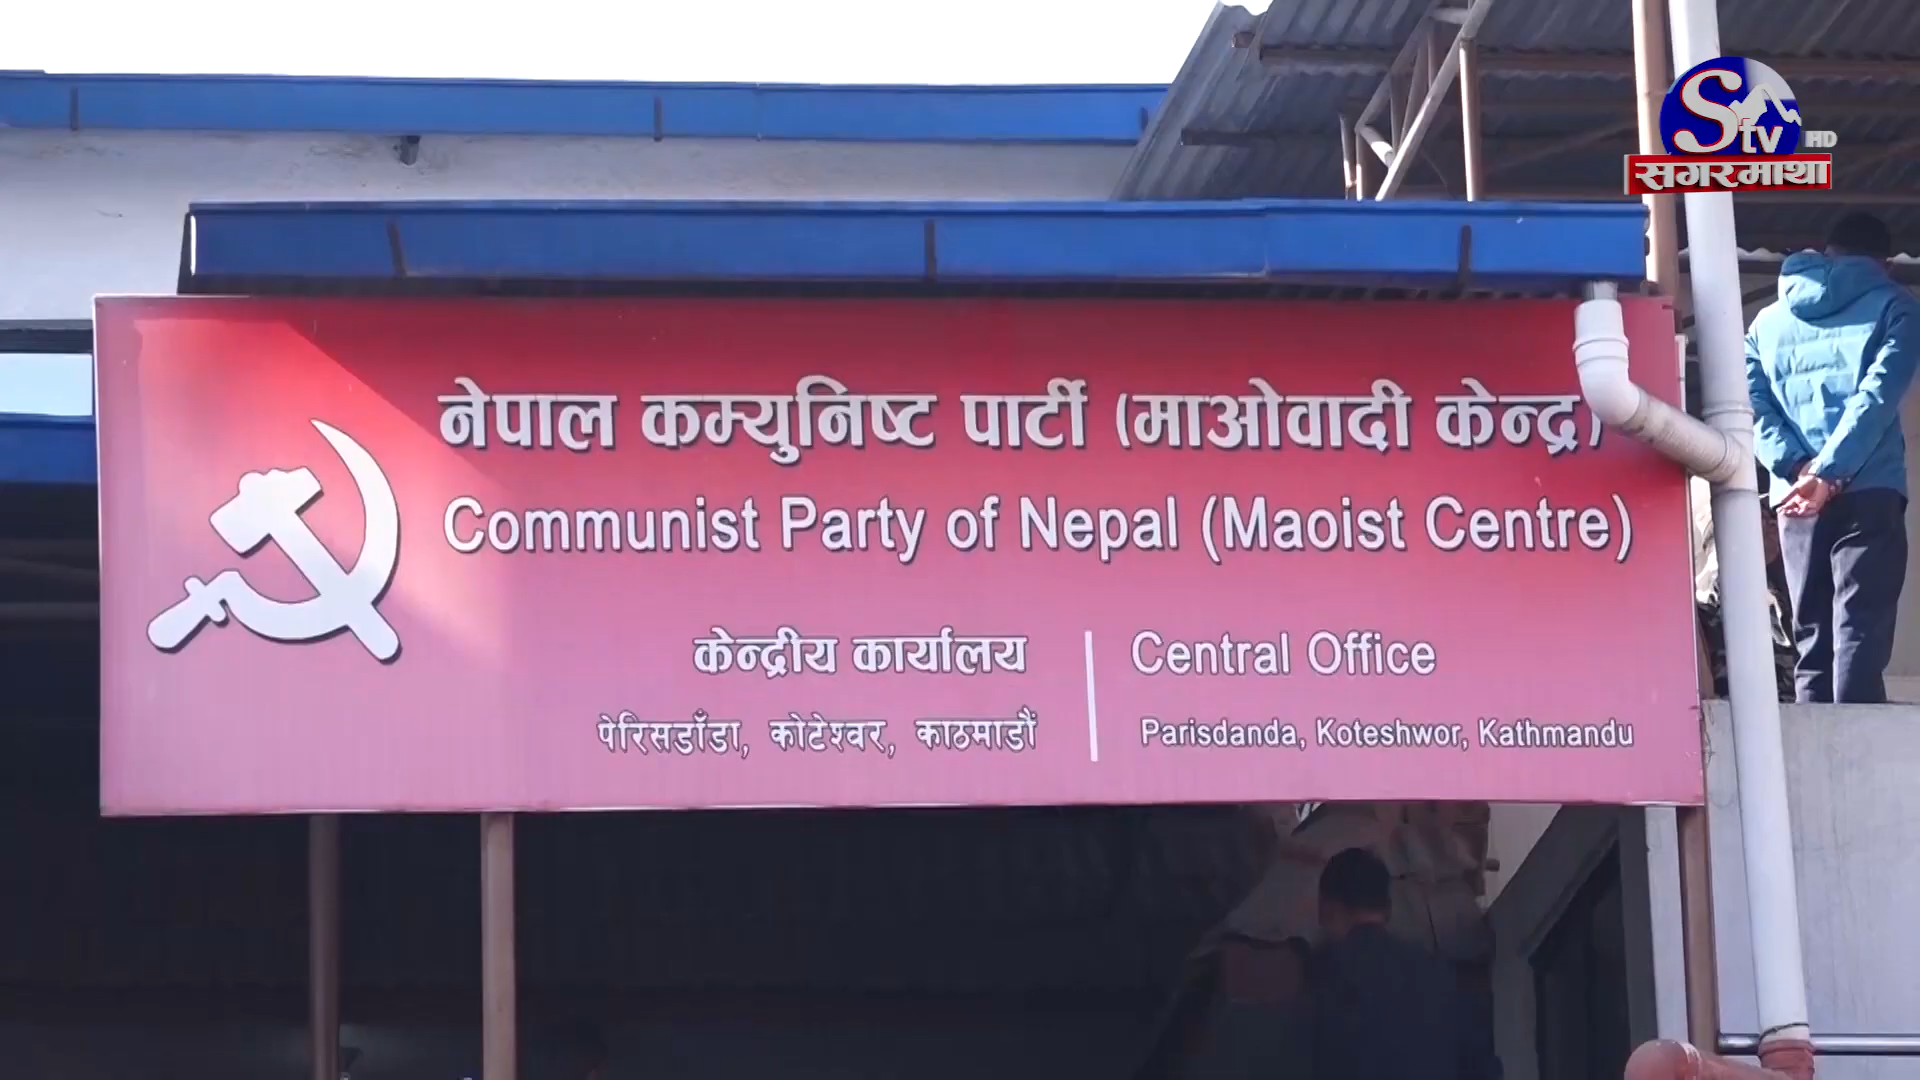 नेपाल कम्युनिष्ट पार्टी (माओवादी केन्द्र)
Communist Party of Nepal (Maoist Centre)
केन्द्रीय कार्यालय
पेरिसडाँडा, कोटेश्वर, काठमाडौं
Central Office
Parisdanda, Koteshwor, Kathmandu
Stv HD
सगरमाथा